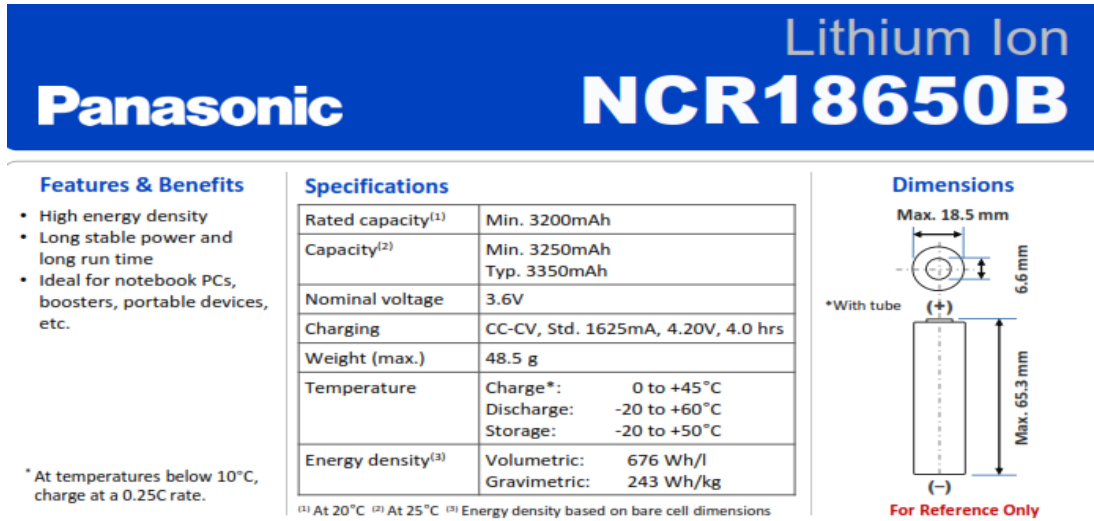 Lithium Ion
Panasonic
NCR18650B
Features & Benefits
• High energy density
• Long stable power and
long run time
• Ideal for notebook PCs,
boosters, portable devices,
etc.
* At temperatures below 10°C,
charge at a 0.25C rate.
Specifications
Rated capacity(1) Min. 3200mAh
Capacity(2) Min. 3250mAh
Typ. 3350mAh
Nominal voltage 3.6V
Charging CC-CV, Std. 1625mA, 4.20V, 4.0 hrs
Weight (max.) 48.5 g
Temperature Charge*: 0 to +45°C
Discharge: -20 to +60°C
Storage: -20 to +50°C
Energy density(3) Volumetric: 676 Wh/l
Gravimetric: 243 Wh/kg
(1) At 20°C (2) At 25°C (3) Energy density based on bare cell dimensions
Dimensions
Max. 18.5 mm
6.6 mm
*With tube
(+)
Max. 65.3 mm
(–)
For Reference Only